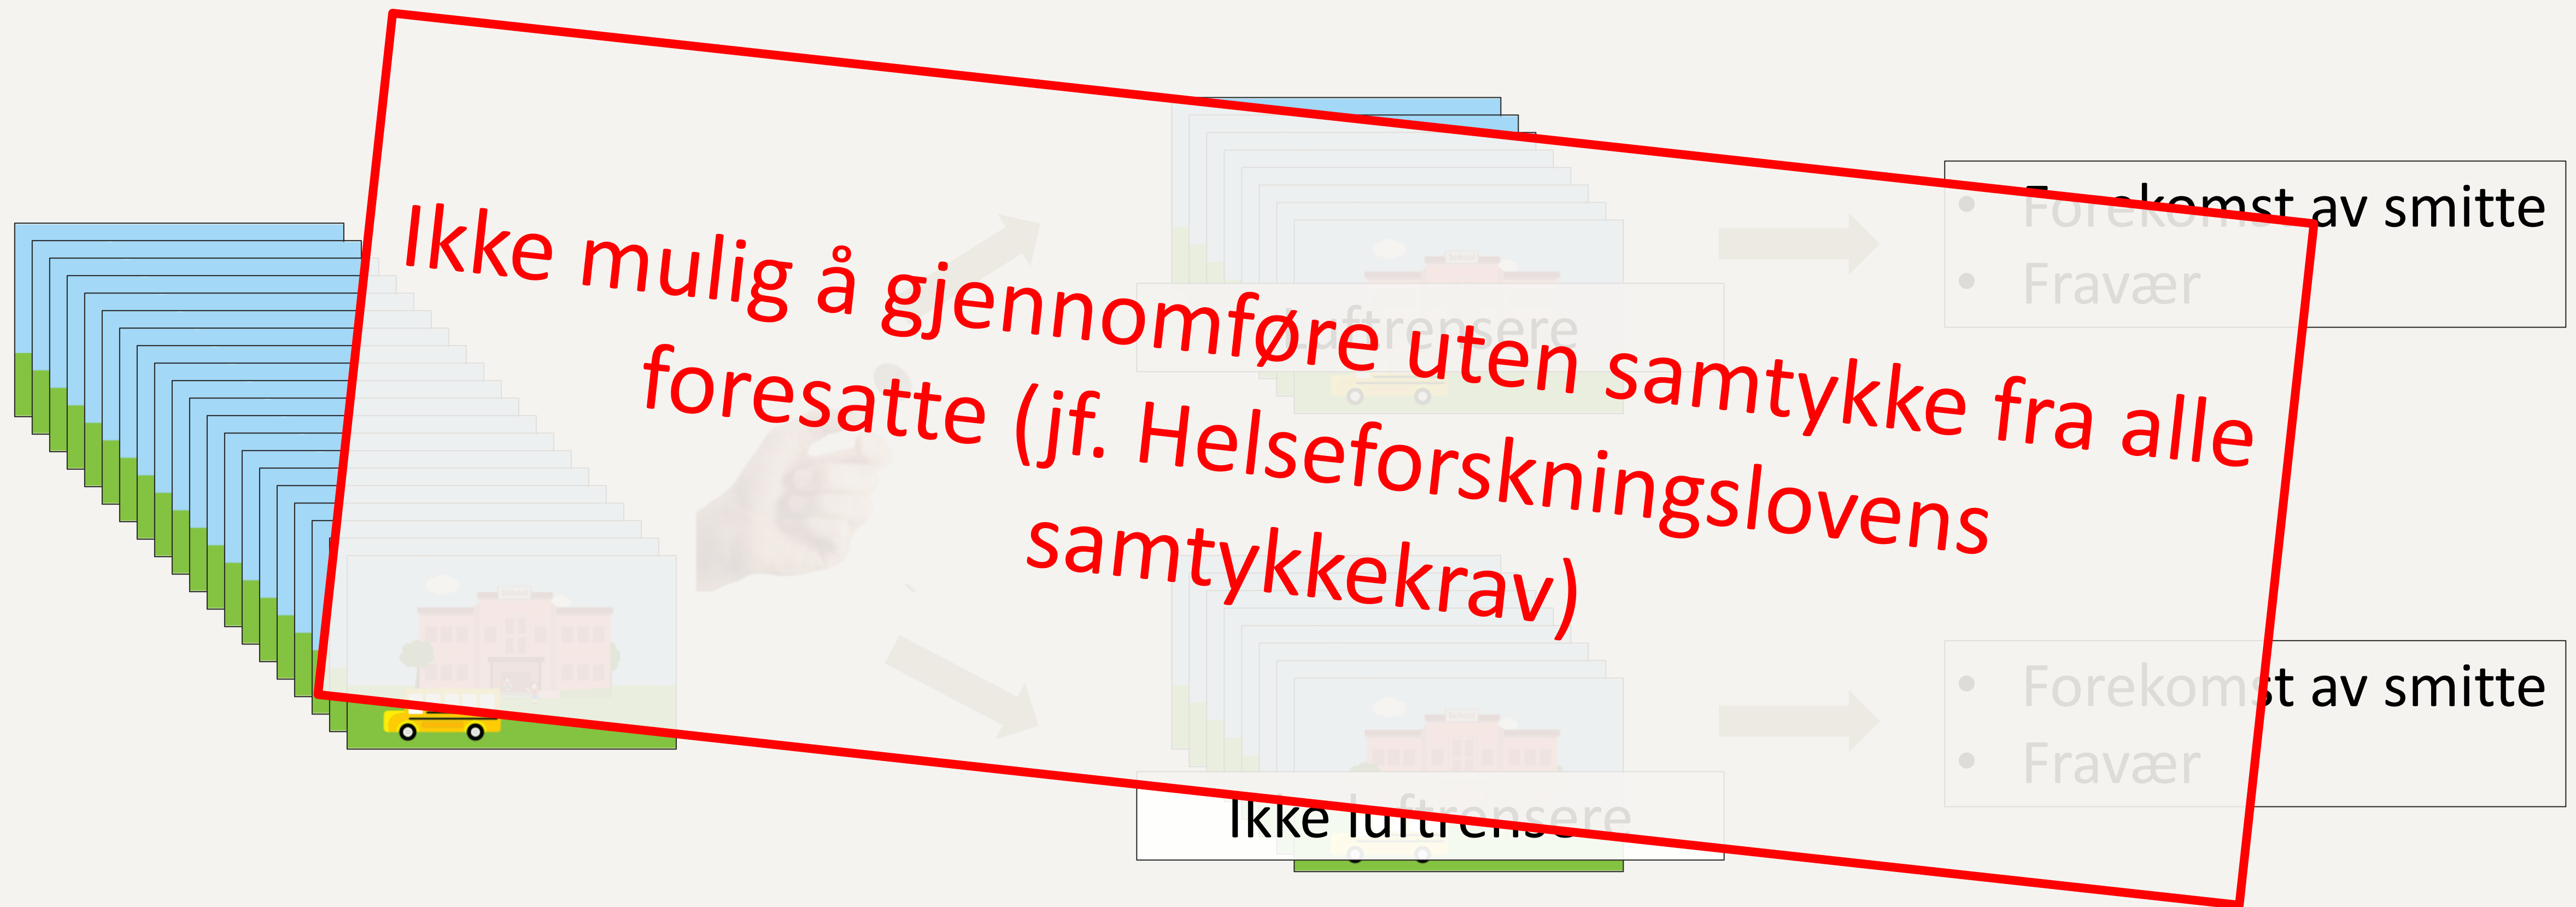 Ikke mulig å gjennomføre uten samtykke fra alle
foresatte (jf. Helseforskningslovens
samtykkekrav)
Luftrensere
• Forekomst av smitte
• Fravær
Ikke luftrensere
• Forekomst av smitte
• Fravær